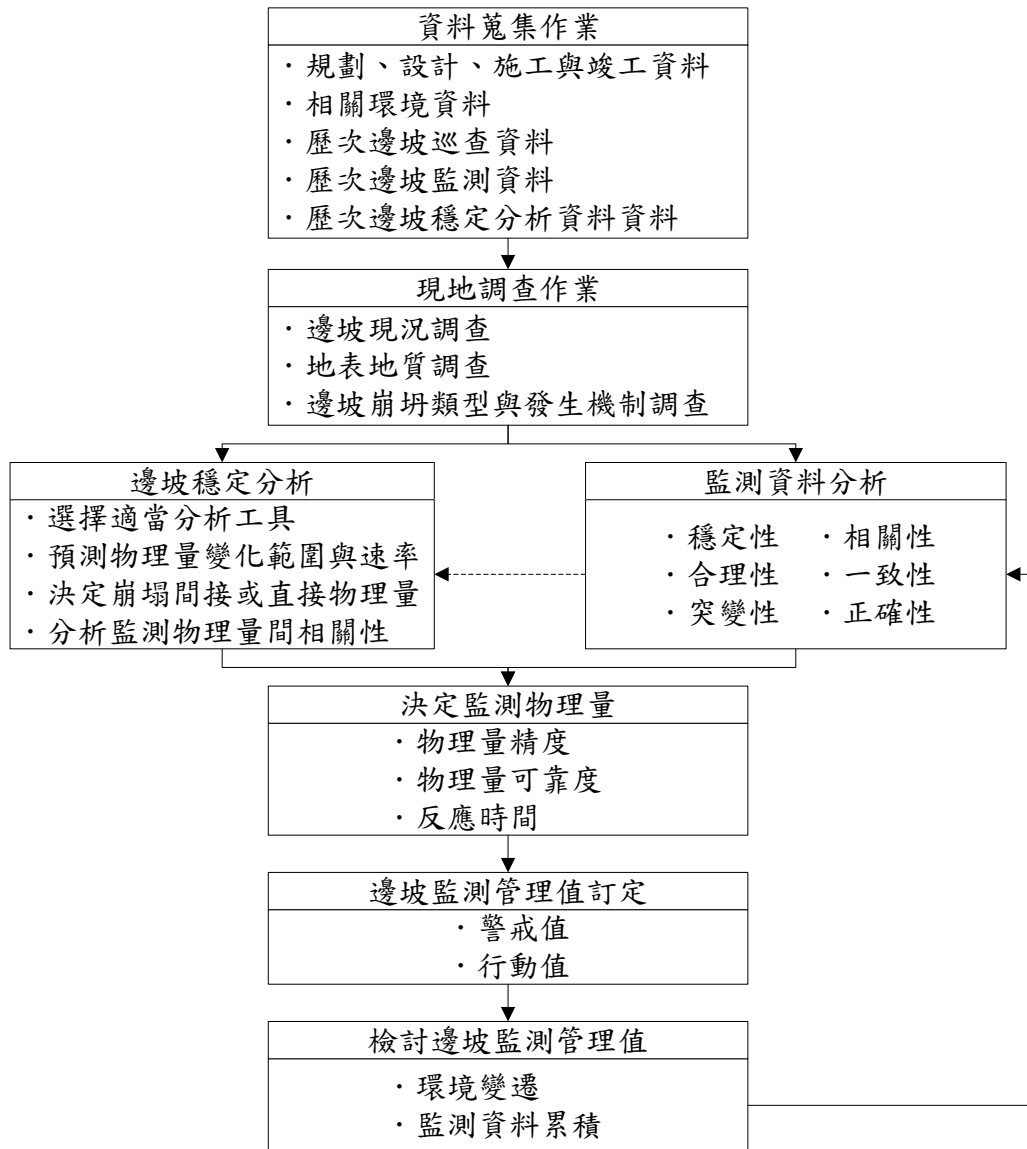 資料蒐集作業
・規劃、設計、施工與竣工資料
・相關環境資料
・歷次邊坡巡查資料
・歷次邊坡監測資料
・歷次邊坡穩定分析資料資料
現地調查作業
・邊坡現況調查
・地表地質調查
・邊坡崩坍類型與發生機制調查
邊坡穩定分析
・選擇適當分析工具
・預測物理量變化範圍與速率
・決定崩塌間接或直接物理量
・分析監測物理量間相關性
監測資料分析
・穩定性 ・相關性
・合理性 ・一致性
・突變性 ・正確性
決定監測物理量
・物理量精度
・物理量可靠度
・反應時間
邊坡監測管理值訂定
・警戒值
・行動值
檢討邊坡監測管理值
・環境變遷
・監測資料累積